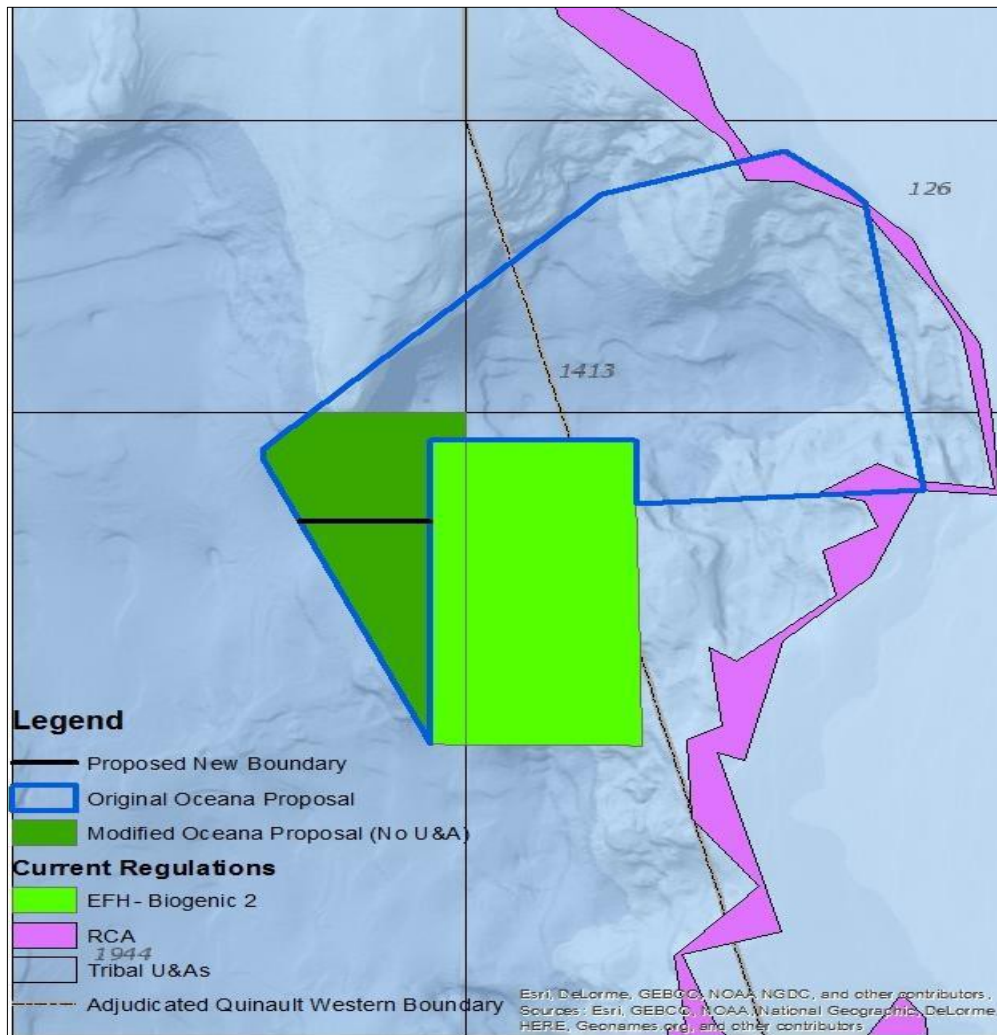 126
1413
Legend
Proposed New Boundary
Original Oceana Proposal
Modified Oceana Proposal (No U&A)
Current Regulations
EFH - Biogenic 2
RCA
1944
Tribal U&As
Adjudicated Quinault Western Boundary
Esri, DeLorme, GEBCO, NOAA NGDC, and other contributors,
Sources: Esri, GEBCO, NOAA, National Geographic, DeLorme,
HERE, Geonames.org, and other contributors